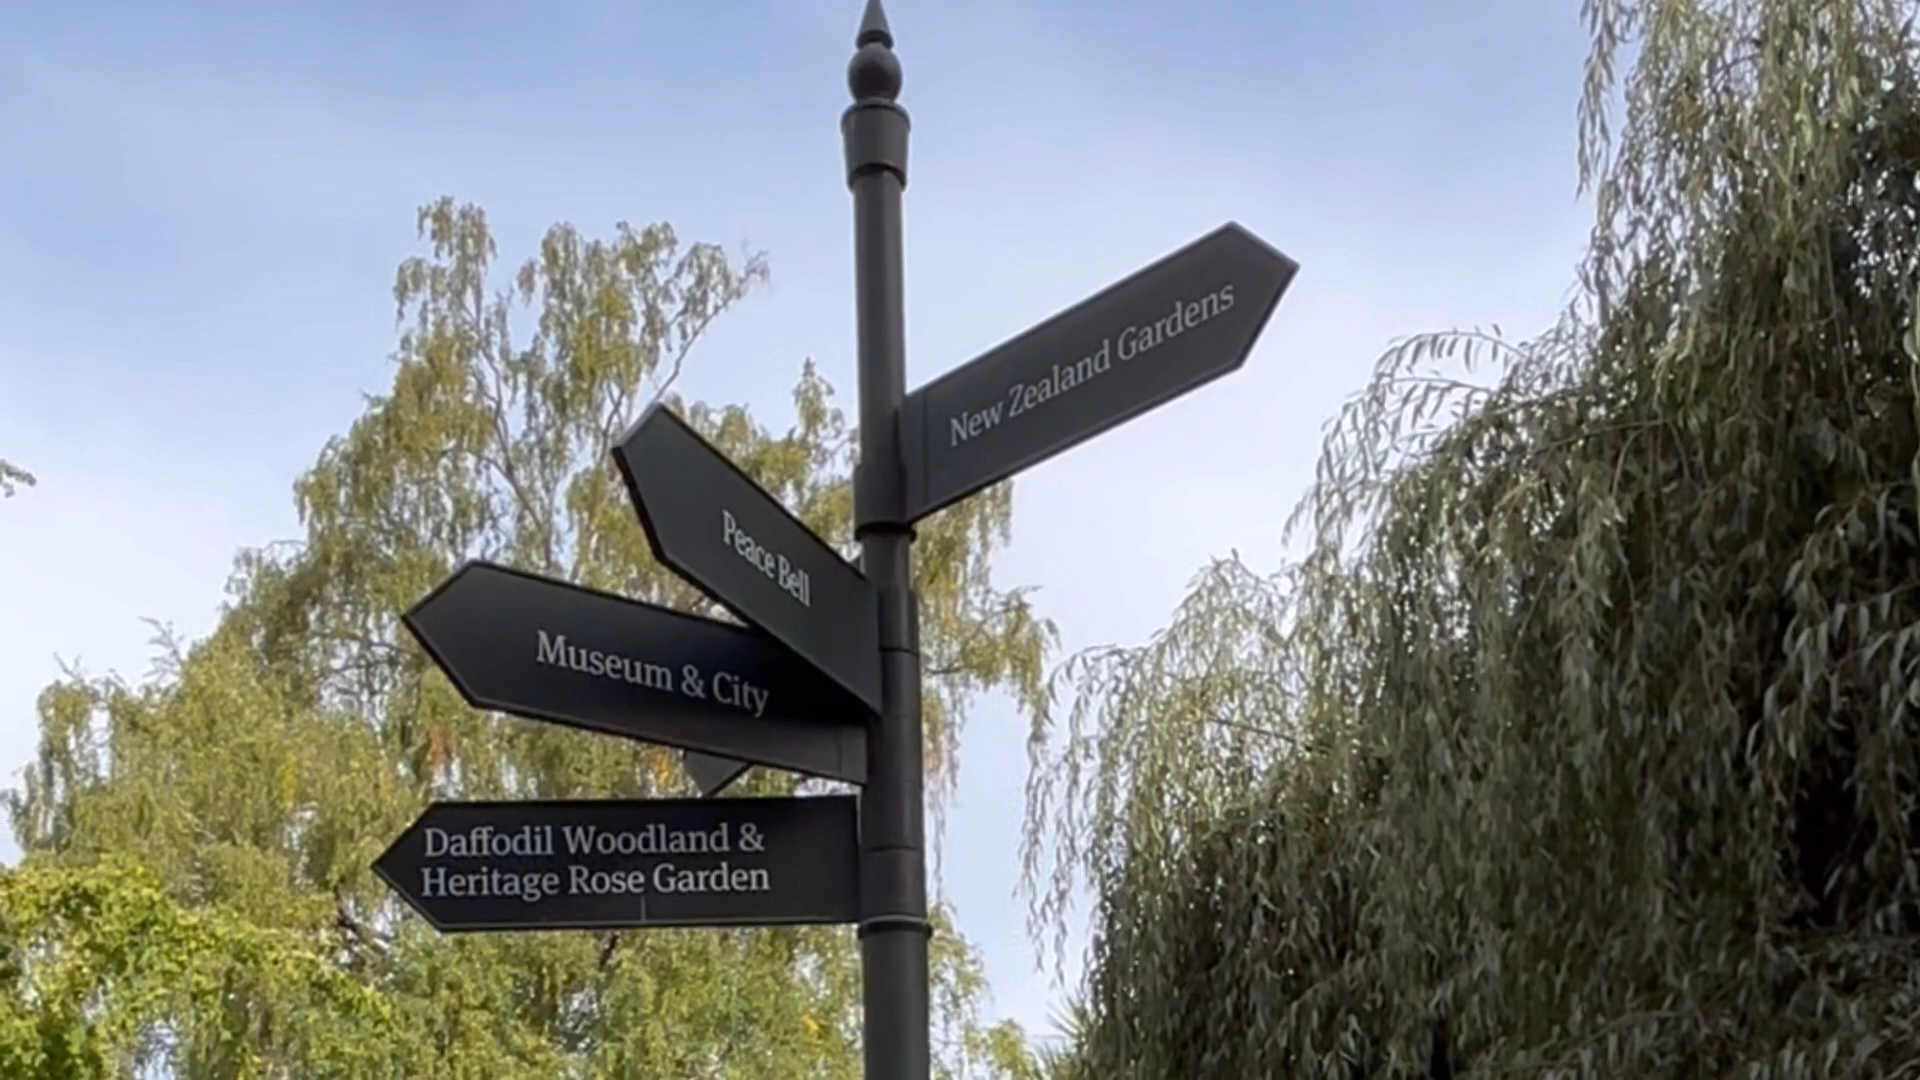 New Zealand Gardens
Peace Bell
Museum & City
Daffodil Woodland &
Heritage Rose Garden